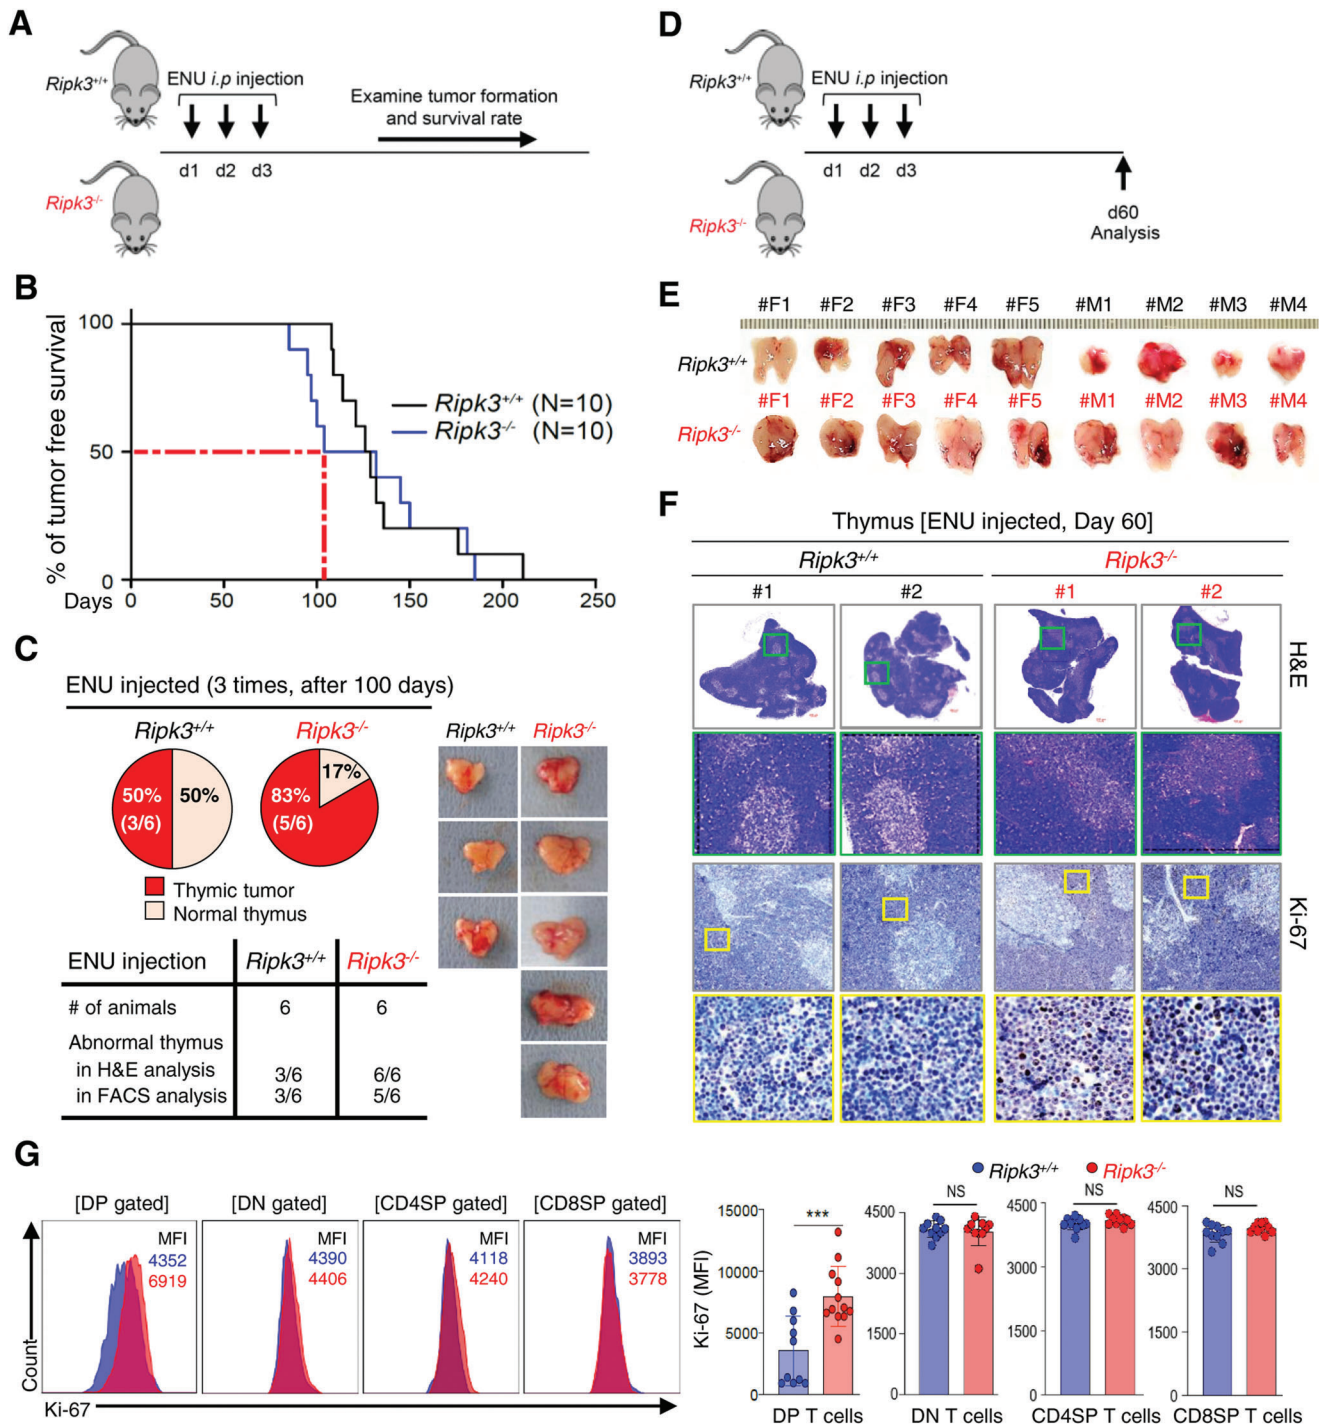 A
Ripk3+/+
ENU i.p injection
d1 d2 d3
Examine tumor formation
and survival rate
Ripk3-/-
B
% of tumor free survival
100
50
0
Ripk3+/+ (N=10)
Ripk3-/- (N=10)
Days 0 50 100 150 200 250
C
ENU injected (3 times, after 100 days)
Ripk3+/+ Ripk3-/-
50%
(3/6)
50%
83%
(5/6)
17%
Thymic tumor
Normal thymus
Ripk3+/+ Ripk3-/-
ENU injection Ripk3+/+ Ripk3-/-
# of animals 6 6
Abnormal thymus
in H&E analysis 3/6 6/6
in FACS analysis 3/6 5/6
D
Ripk3+/+
ENU i.p injection
d1 d2 d3
Ripk3-/-
d60
Analysis
E
#F1 #F2 #F3 #F4 #F5 #M1 #M2 #M3 #M4
Ripk3+/+
#F1 #F2 #F3 #F4 #F5 #M1 #M2 #M3 #M4
Ripk3-/-
F
Thymus [ENU injected, Day 60]
Ripk3+/+ Ripk3-/-
#1 #2 #1 #2
H&E
Ki-67
G
[DP gated] [DN gated] [CD4SP gated] [CD8SP gated]
MFI MFI MFI MFI
4352 4390 4118 3893
6919 4406 4240 3778
Count
Ki-67
Ripk3+/+ Ripk3-/-
Ki-67 (MFI)
15000
10000
5000
0
***
DP T cells
4500
3000
1500
0
NS
DN T cells
4500
3000
1500
0
NS
CD4SP T cells
4500
3000
1500
0
NS
CD8SP T cells